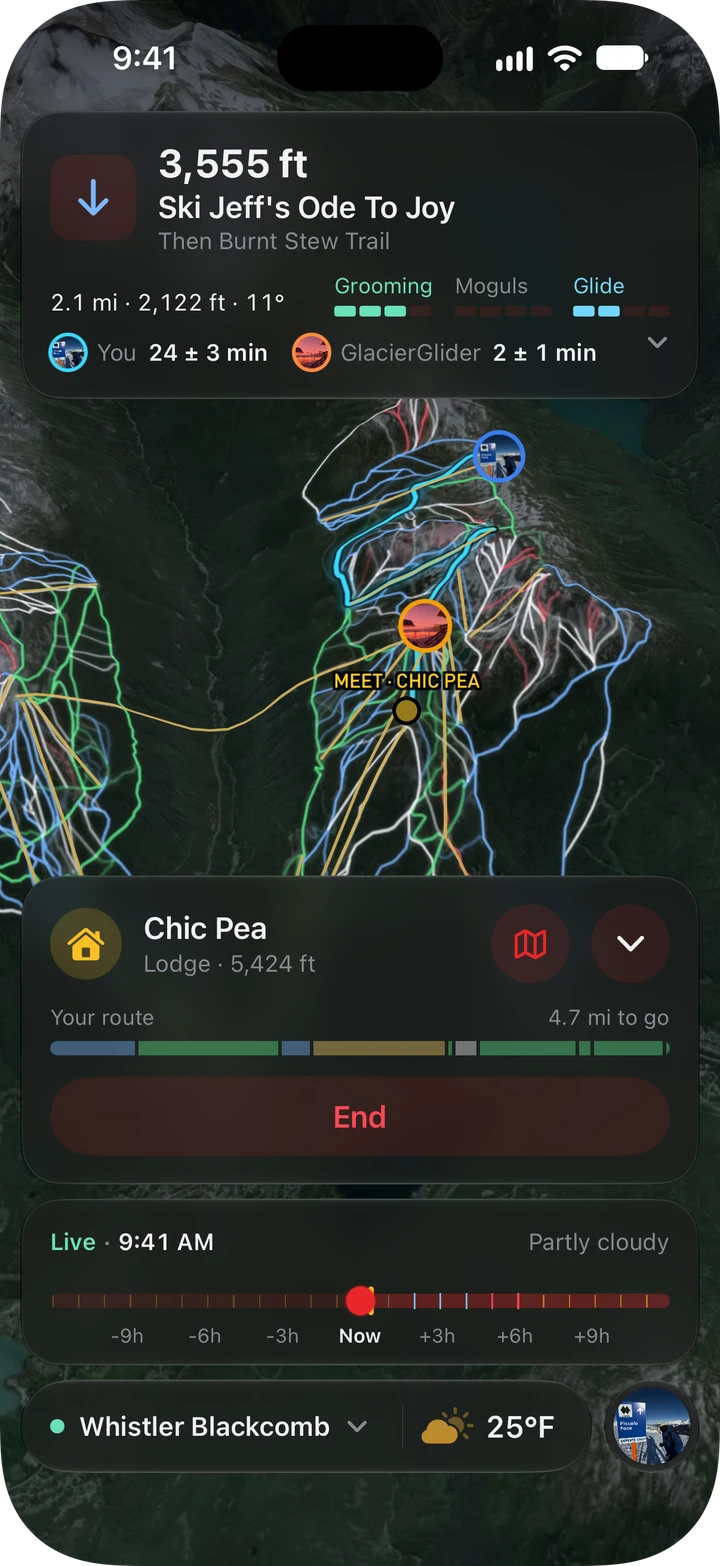 9:41
3,555 ft
Ski Jeff's Ode To Joy
Then Burnt Stew Trail
2.1 mi · 2,122 ft · 11°
Grooming Moguls Glide
You 24 ± 3 min GlacierGlider 2 ± 1 min
MEET · CHIC PEA
Chic Pea
Lodge · 5,424 ft
Your route 4.7 mi to go
End
Live · 9:41 AM Partly cloudy
-9h -6h -3h Now +3h +6h +9h
Whistler Blackcomb 25°F
Piccolo
Face